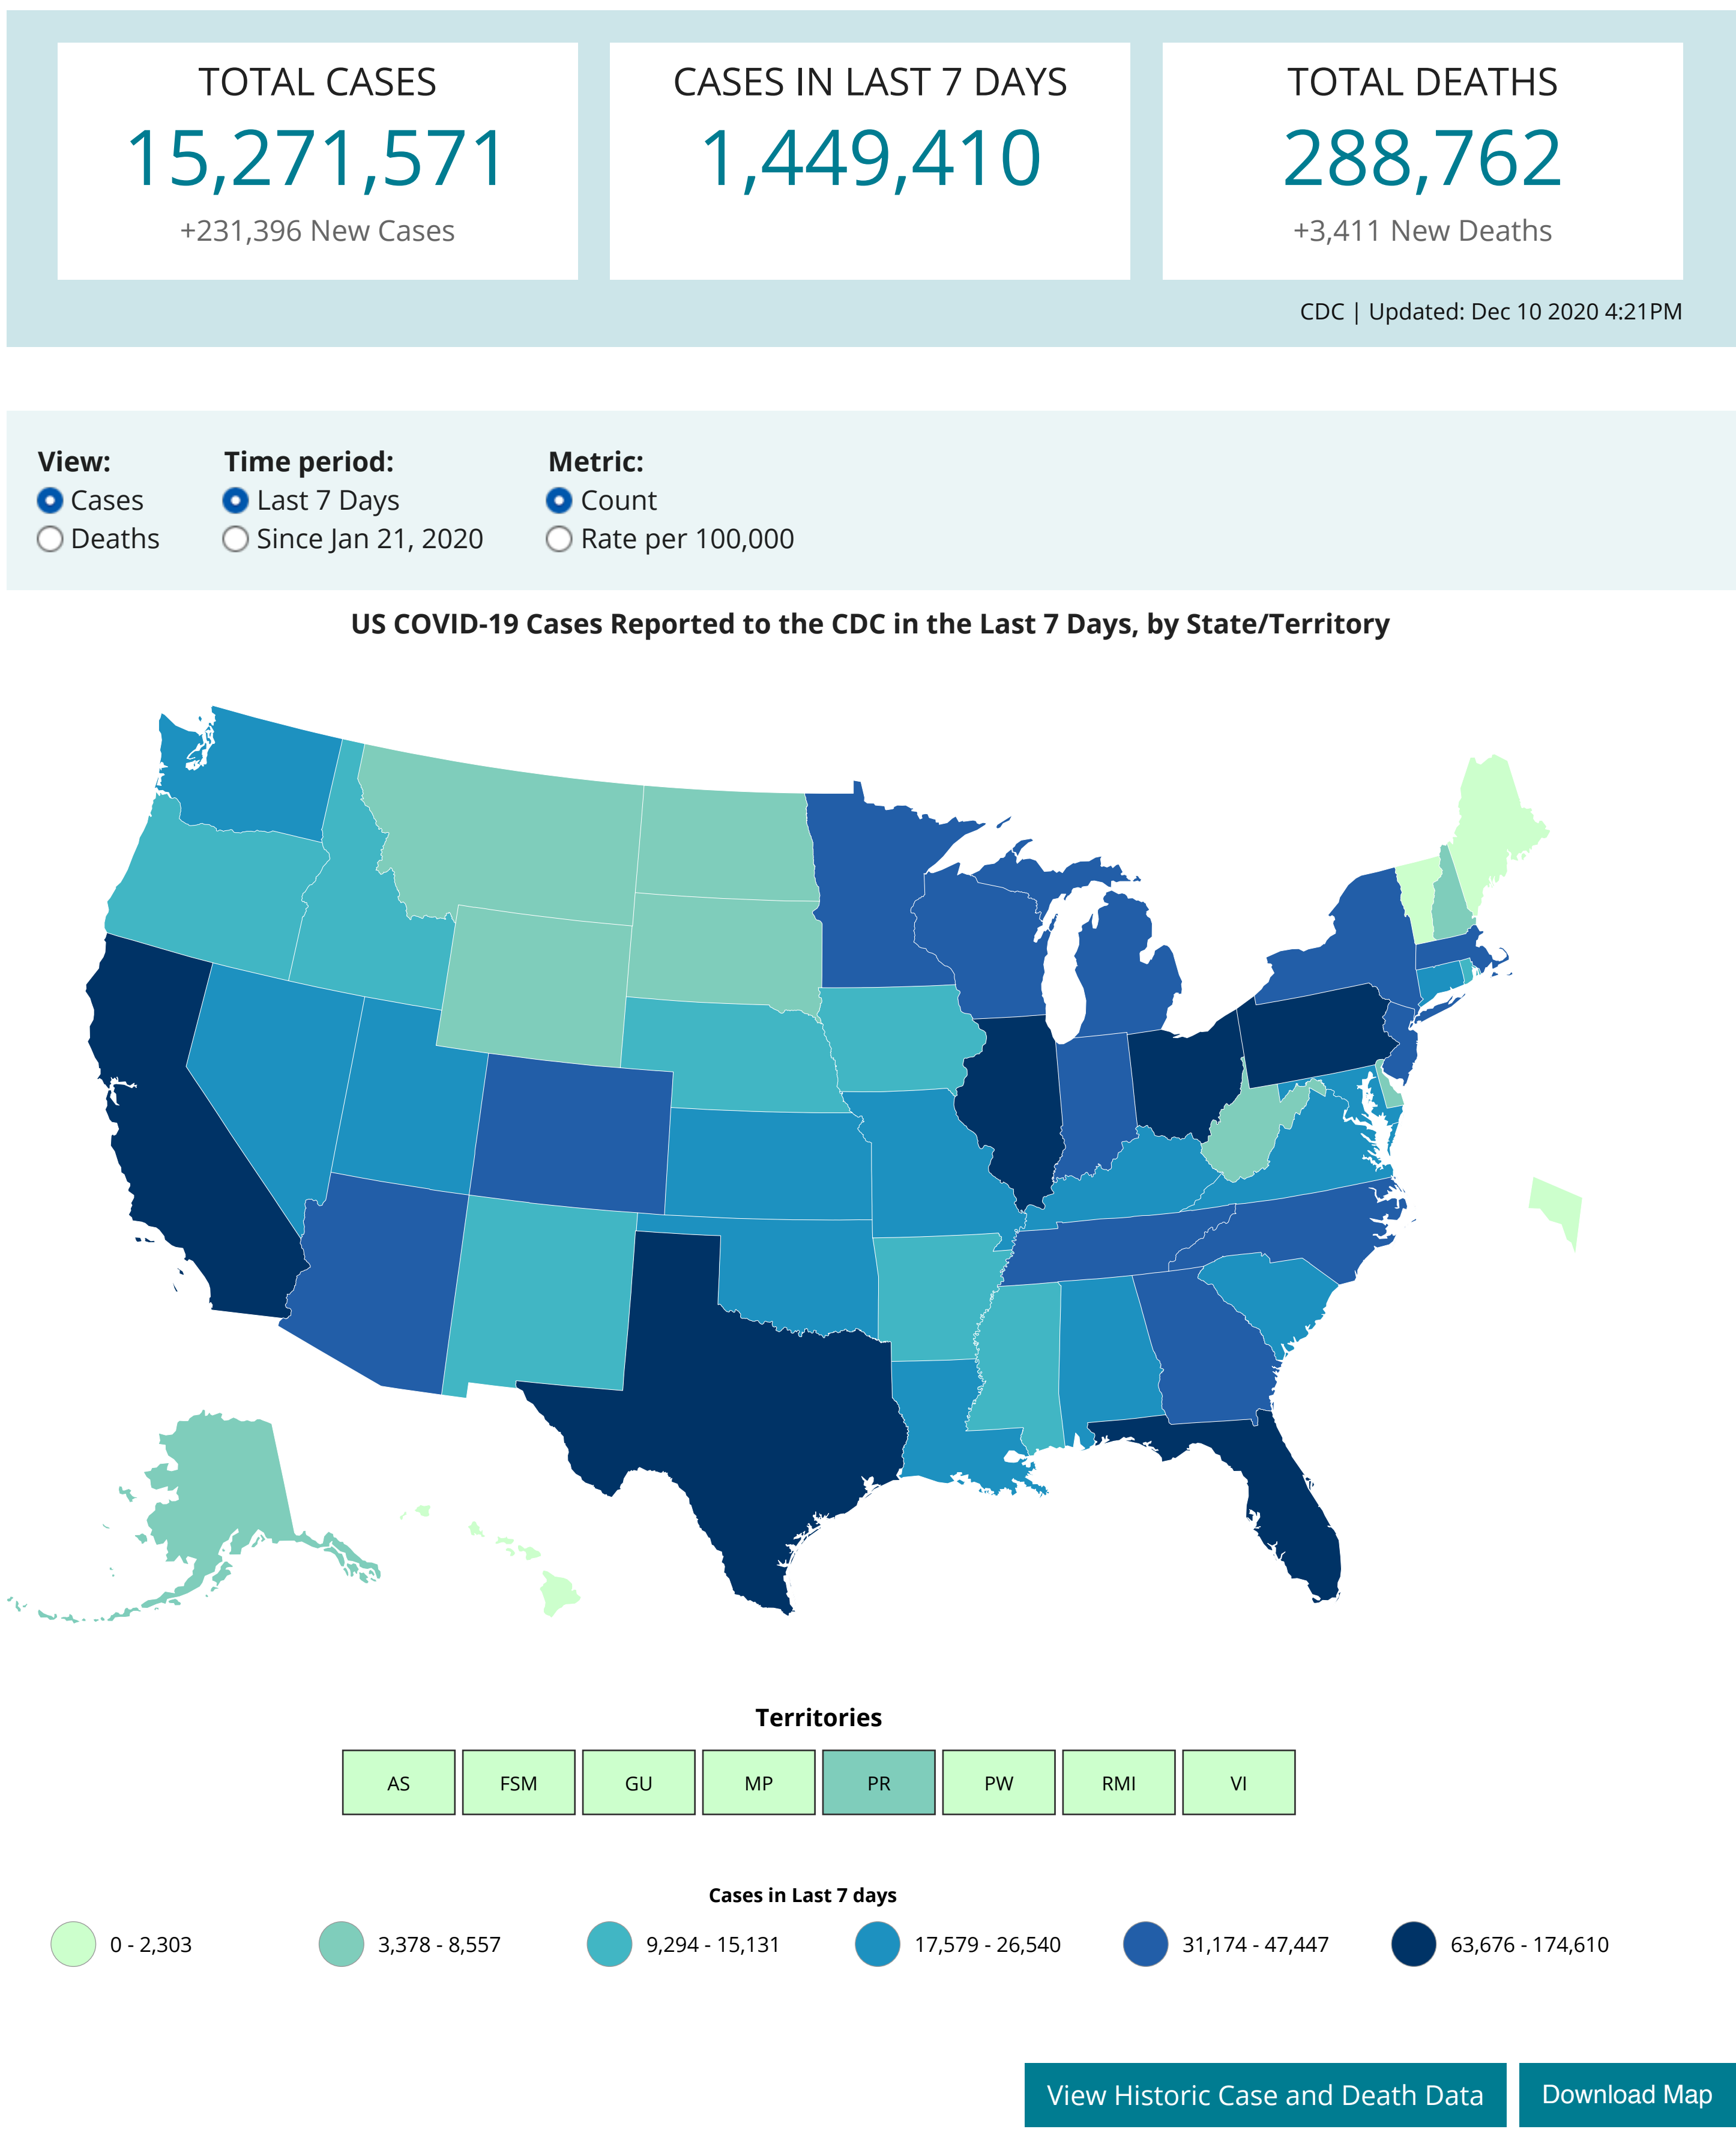 TOTAL CASES
15,271,571
+231,396 New Cases
CASES IN LAST 7 DAYS
1,449,410
TOTAL DEATHS
288,762
+3,411 New Deaths
CDC | Updated: Dec 10 2020 4:21PM
View:
Cases
Deaths
Time period:
Last 7 Days
Since Jan 21, 2020
Metric:
Count
Rate per 100,000
US COVID-19 Cases Reported to the CDC in the Last 7 Days, by State/Territory
Territories
AS FSM GU MP PR PW RMI VI
Cases in Last 7 days
0 - 2,303 3,378 - 8,557 9,294 - 15,131 17,579 - 26,540 31,174 - 47,447 63,676 - 174,610
View Historic Case and Death Data Download Map